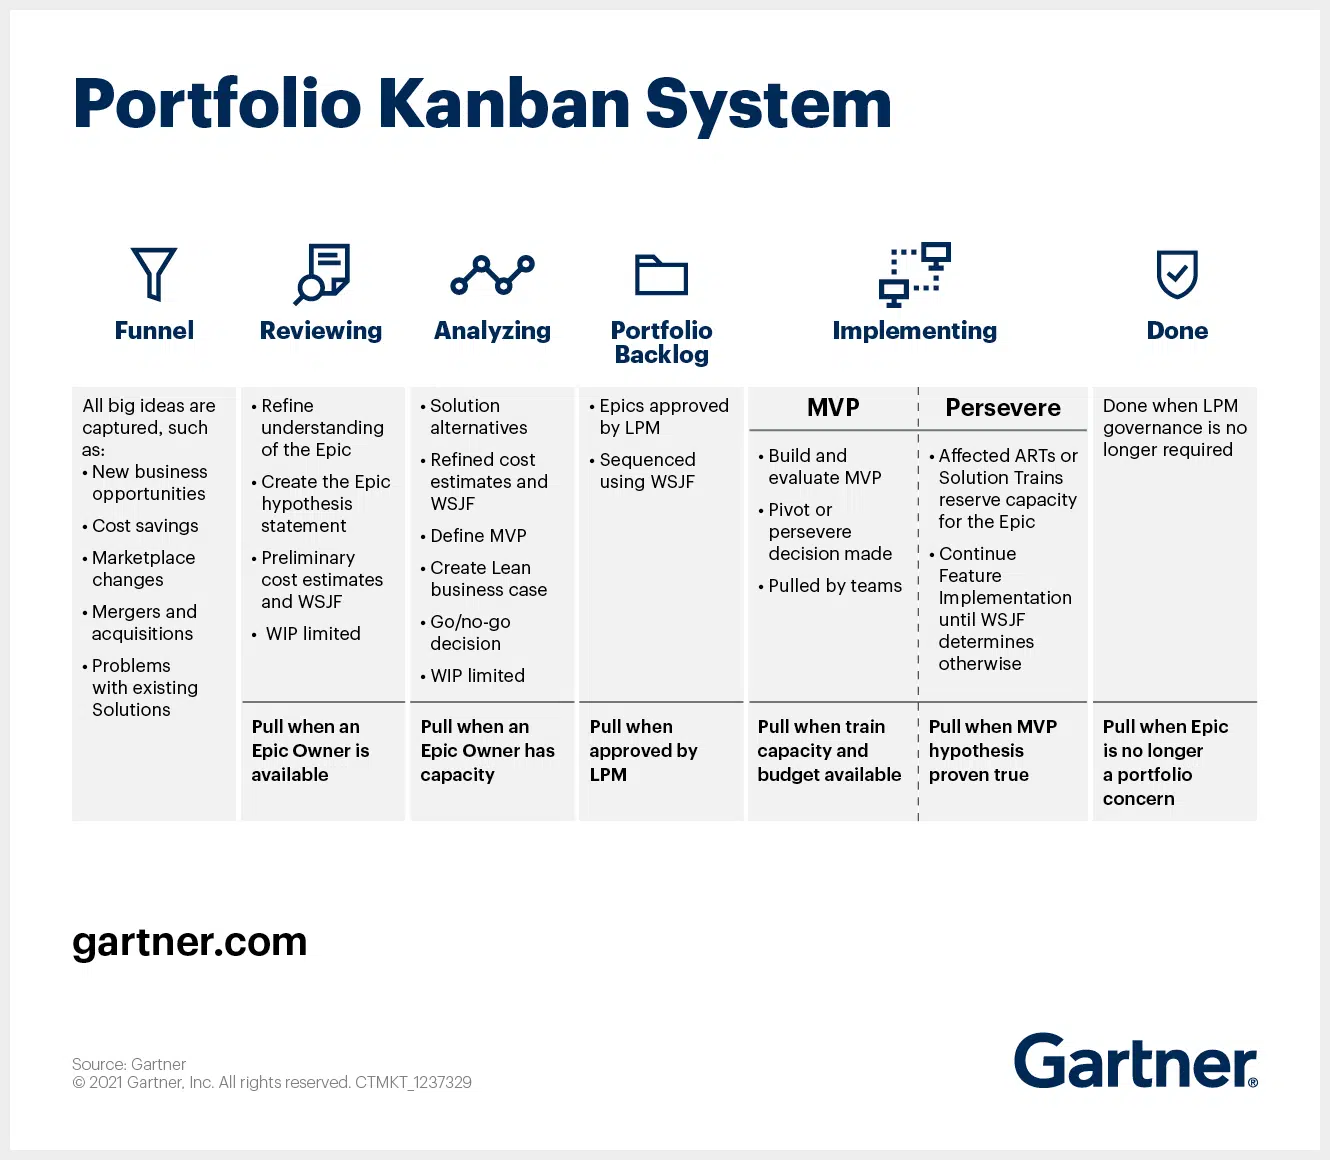 Portfolio Kanban System
Funnel
Reviewing
Analyzing
Portfolio
Backlog
Implementing
Done
All big ideas are
captured, such
as:
• New business
opportunities
• Cost savings
• Marketplace
changes
• Mergers and
acquisitions
• Problems
with existing
Solutions
• Refine
understanding
of the Epic
• Create the Epic
hypothesis
statement
• Preliminary
cost estimates
and WSJF
• WIP limited
Pull when an
Epic Owner is
available
• Solution
alternatives
• Refined cost
estimates and
WSJF
• Define MVP
• Create Lean
business case
• Go/no-go
decision
• WIP limited
Pull when an
Epic Owner has
capacity
• Epics approved
by LPM
• Sequenced
using WSJF
Pull when
approved by
LPM
MVP
• Build and
evaluate MVP
• Pivot or
persevere
decision made
• Pulled by teams
Pull when train
capacity and
budget available
Persevere
• Affected ARTs or
Solution Trains
reserve capacity
for the Epic
• Continue
Feature
Implementation
until WSJF
determines
otherwise
Pull when MVP
hypothesis
proven true
Done when LPM
governance is no
longer required
Pull when Epic
is no longer
a portfolio
concern
gartner.com
Source: Gartner
© 2021 Gartner, Inc. All rights reserved. CTMKT_1237329
Gartner®